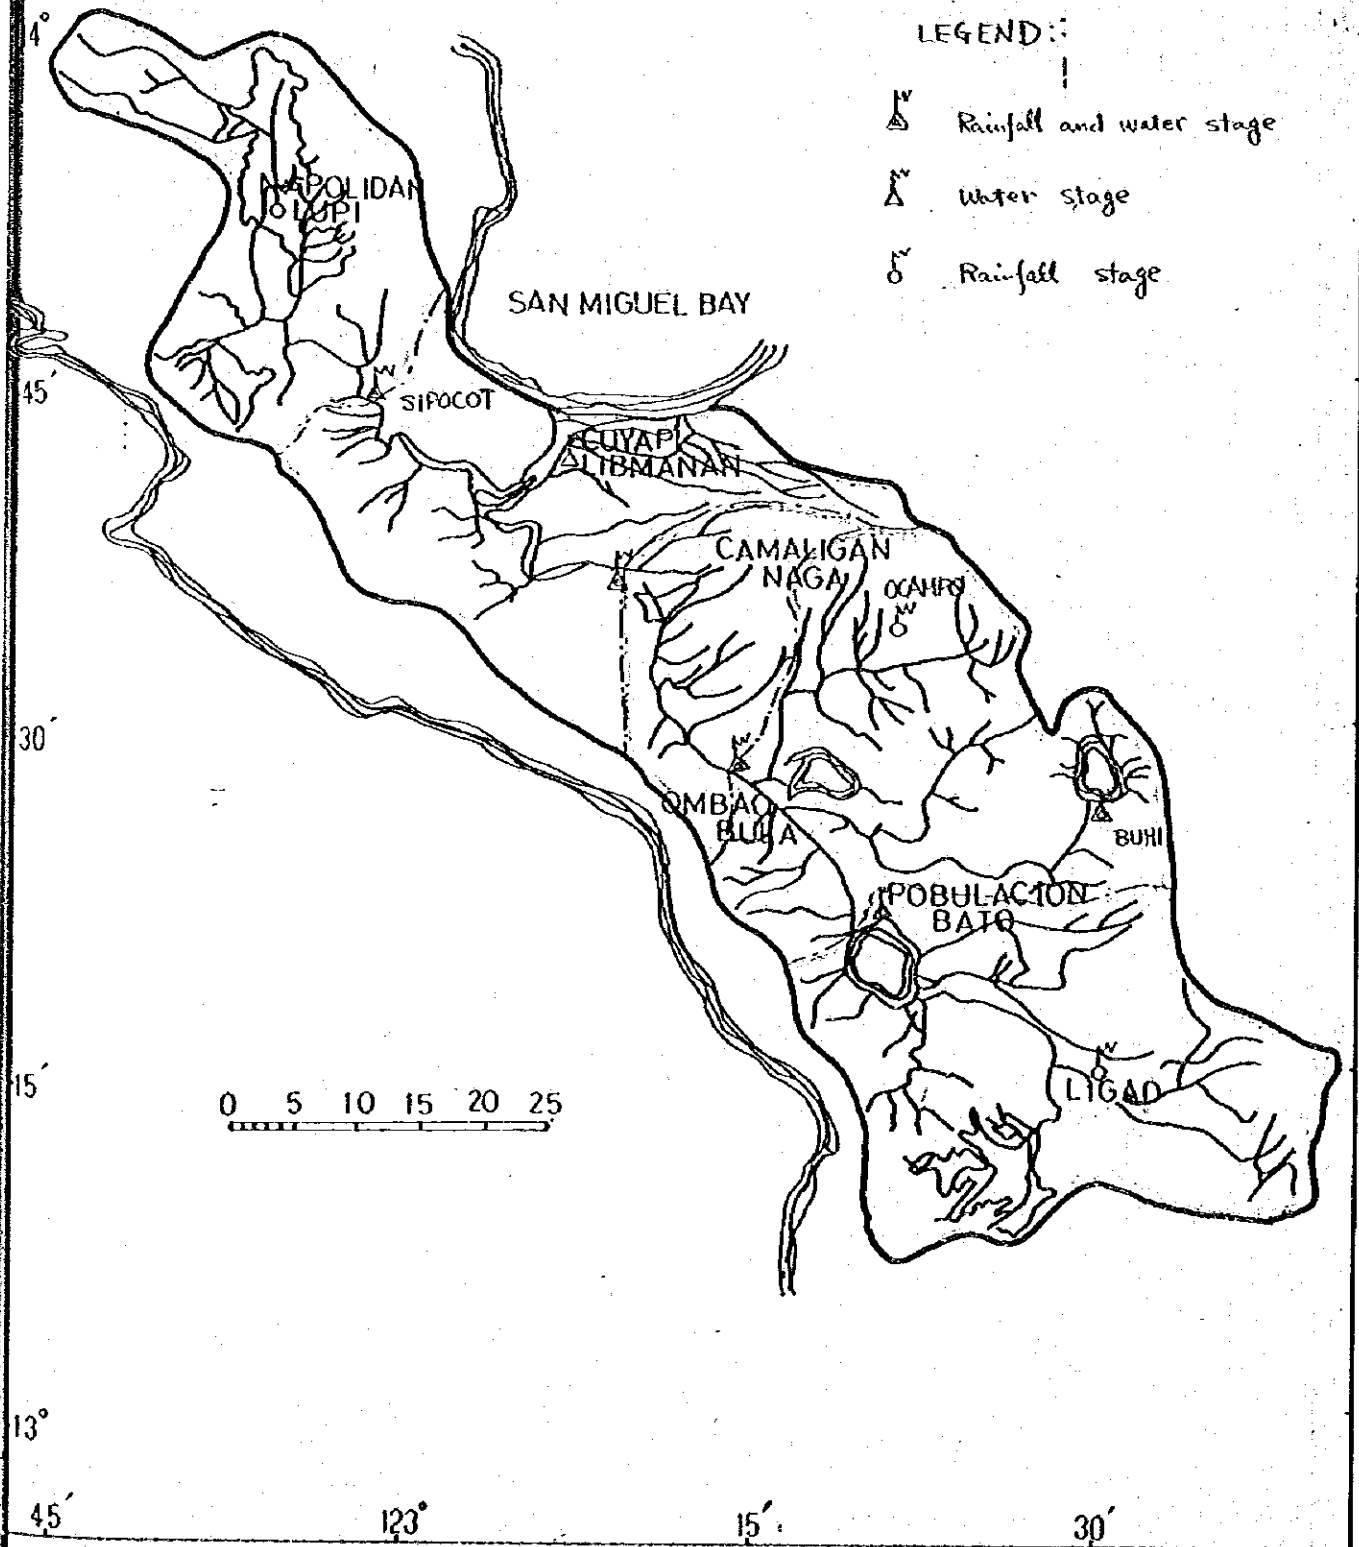 4°
LEGEND:
Rainfall and water stage
Water stage
Rainfall stage
NAPOLIDAN
LUPI
SAN MIGUEL BAY
45´
SIPOCOT
CUYAPI
LIBMANAN
CAMALIGAN
NAGA
OCAMPO
30´
OMBAO
BULA
BUHI
POBULACION
BATO
15´
0 5 10 15 20 25
LIGAO
13°
45´ 123° 15´ 30´